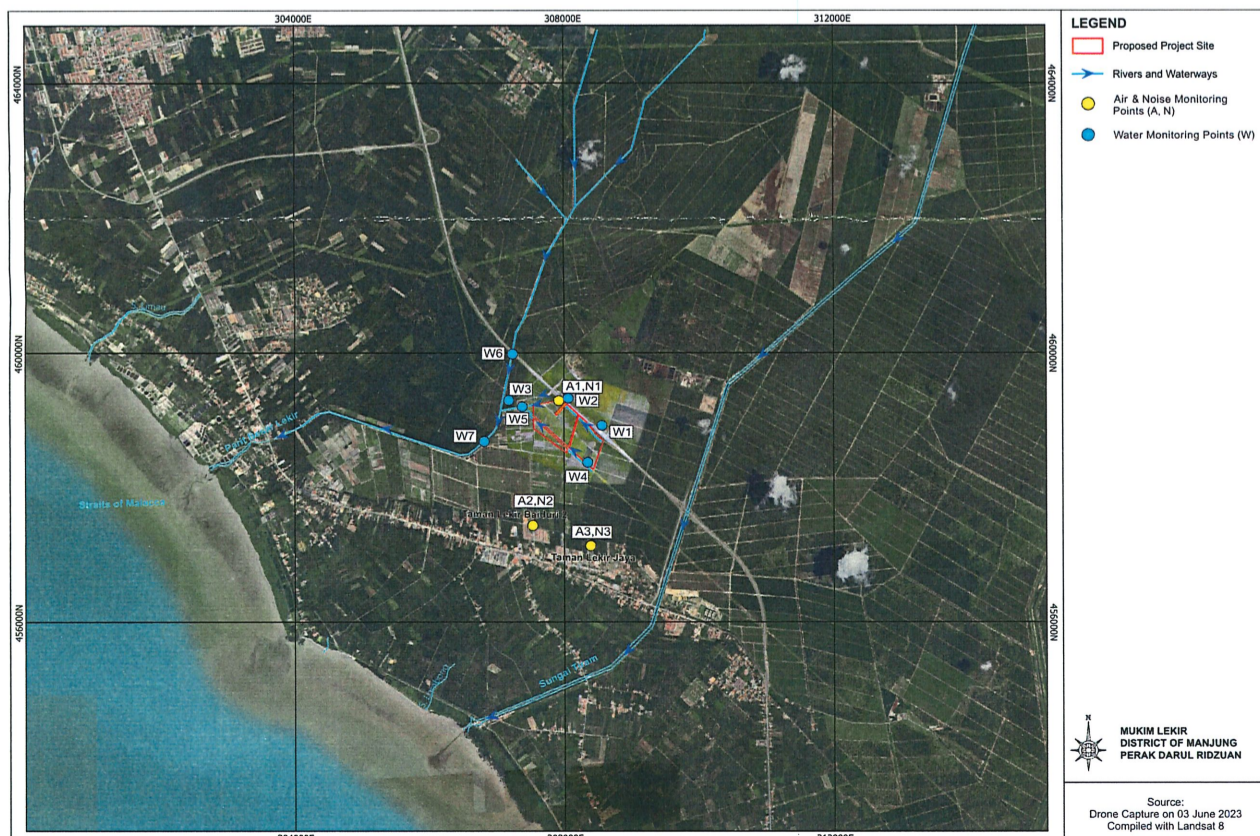 304000E
308000E
312000E
464000N
464000N
460000N
460000N
456000N
456000N
W6
W3
A1,N1
W2
W5
W1
W7
W4
Parit Besar Lekir
Straits of Malacca
A2,N2
A3,N3
Taman Lekir Jaya
LEGEND
Proposed Project Site
Rivers and Waterways
Air & Noise Monitoring
Points (A, N)
Water Monitoring Points (W)
N
MUKIM LEKIR
DISTRICT OF MANJUNG
PERAK DARUL RIDZUAN
Source:
Drone Capture on 03 June 2023
Compiled with Landsat 8